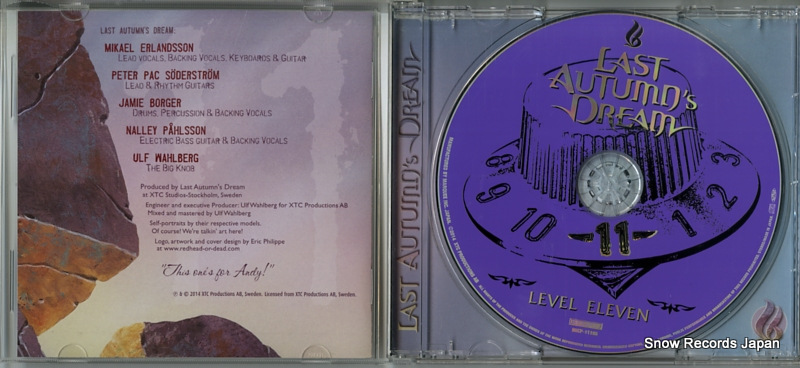 LAST AUTUMN'S DREAM:
MIKAEL ERLANDSSON
LEAD VOCALS, BACKING VOCALS, KEYBOARDS & GUITAR
PETER PAC SÖDERSTRÖM
LEAD & RHYTHM GUITARS
JAMIE BORGER
DRUMS, PERCUSSION & BACKING VOCALS
NALLEY PÅHLSSON
ELECTRIC BASS GUITAR & BACKING VOCALS
ULF WAHLBERG
THE BIG KNOB
Produced by Last Autumn's Dream
at XTC Studios-Stockholm, Sweden
Engineer and executive Producer: Ulf Wahlberg for XTC Productions AB
Mixed and mastered by Ulf Wahlberg
Self-portraits by their respective models.
Of course! We're talkin' art here!
Logo, artwork and cover design by Eric Philippe
at www.redhead-or-dead.com
"This one's for Andy!"
℗ & © 2014 XTC Productions AB, Sweden. Licensed from XTC Productions AB, Sweden.
LAST AUTUMN'S DREAM
LAST
AUTUMN'S
DREAM
8
9
10
-11-
1
2
3
LEVEL ELEVEN
Snow Records Japan